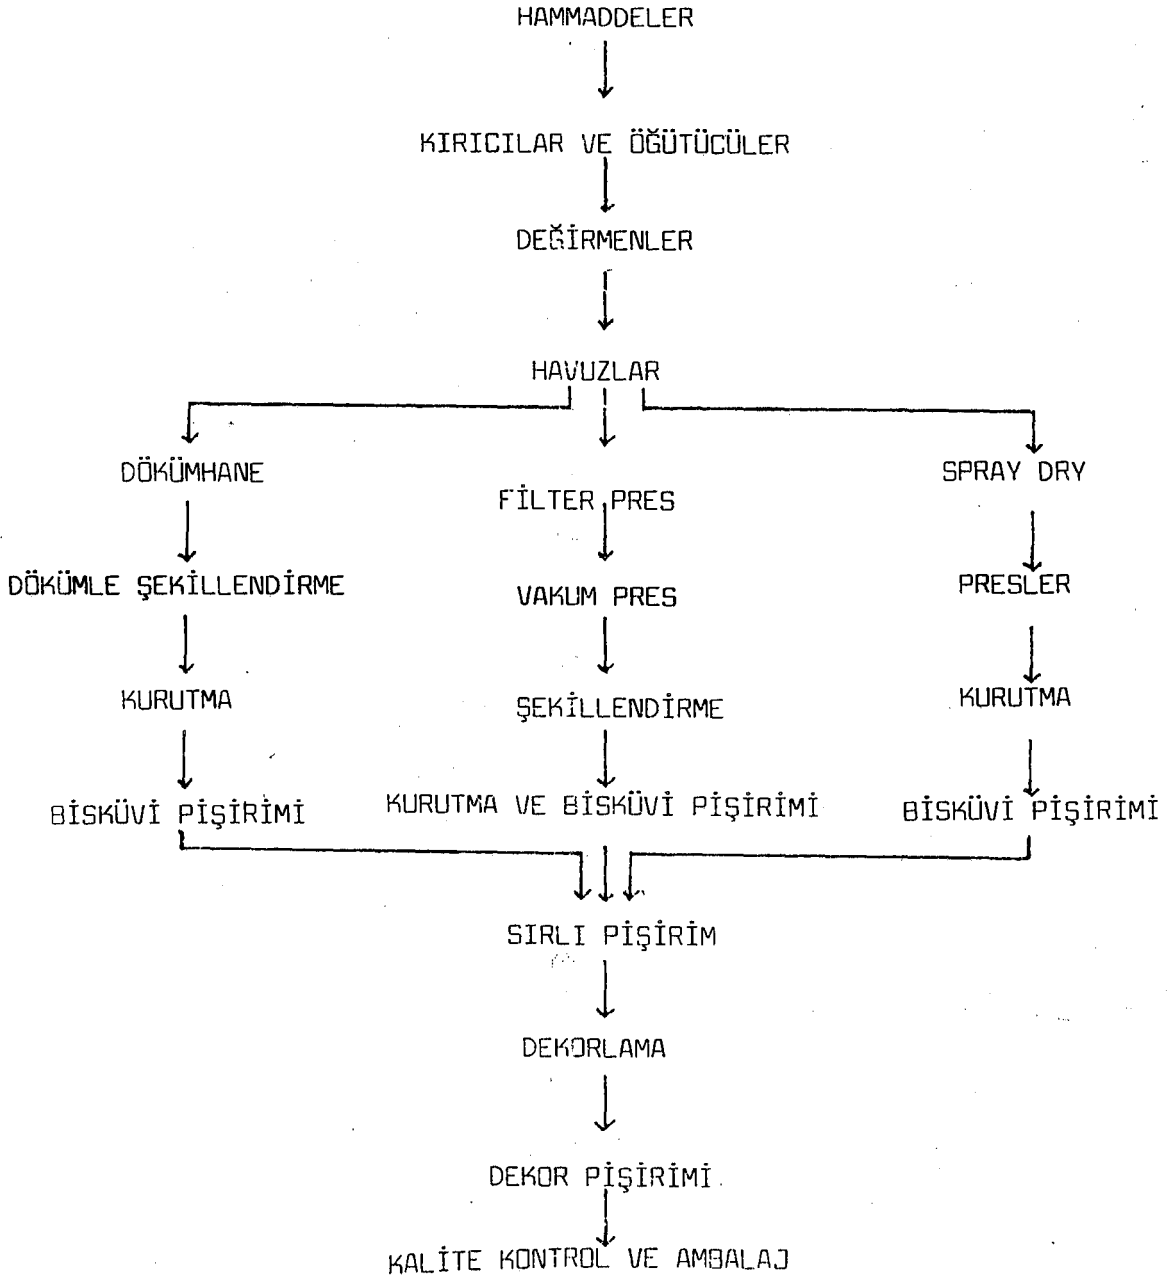 HAMMADDELER
KIRICILAR VE ÖĞÜTÜCÜLER
DEĞİRMENLER
HAVUZLAR
DÖKÜMHANE
FİLTER PRES
SPRAY DRY
DÖKÜMLE ŞEKİLLENDİRME
VAKUM PRES
PRESLER
KURUTMA
ŞEKİLLENDİRME
KURUTMA
BİSKÜVİ PİŞİRİMİ
KURUTMA VE BİSKÜVİ PİŞİRİMİ
BİSKÜVİ PİŞİRİMİ
SIRLI PİŞİRİM
DEKORLAMA
DEKOR PİŞİRİMİ
KALİTE KONTROL VE AMBALAJ